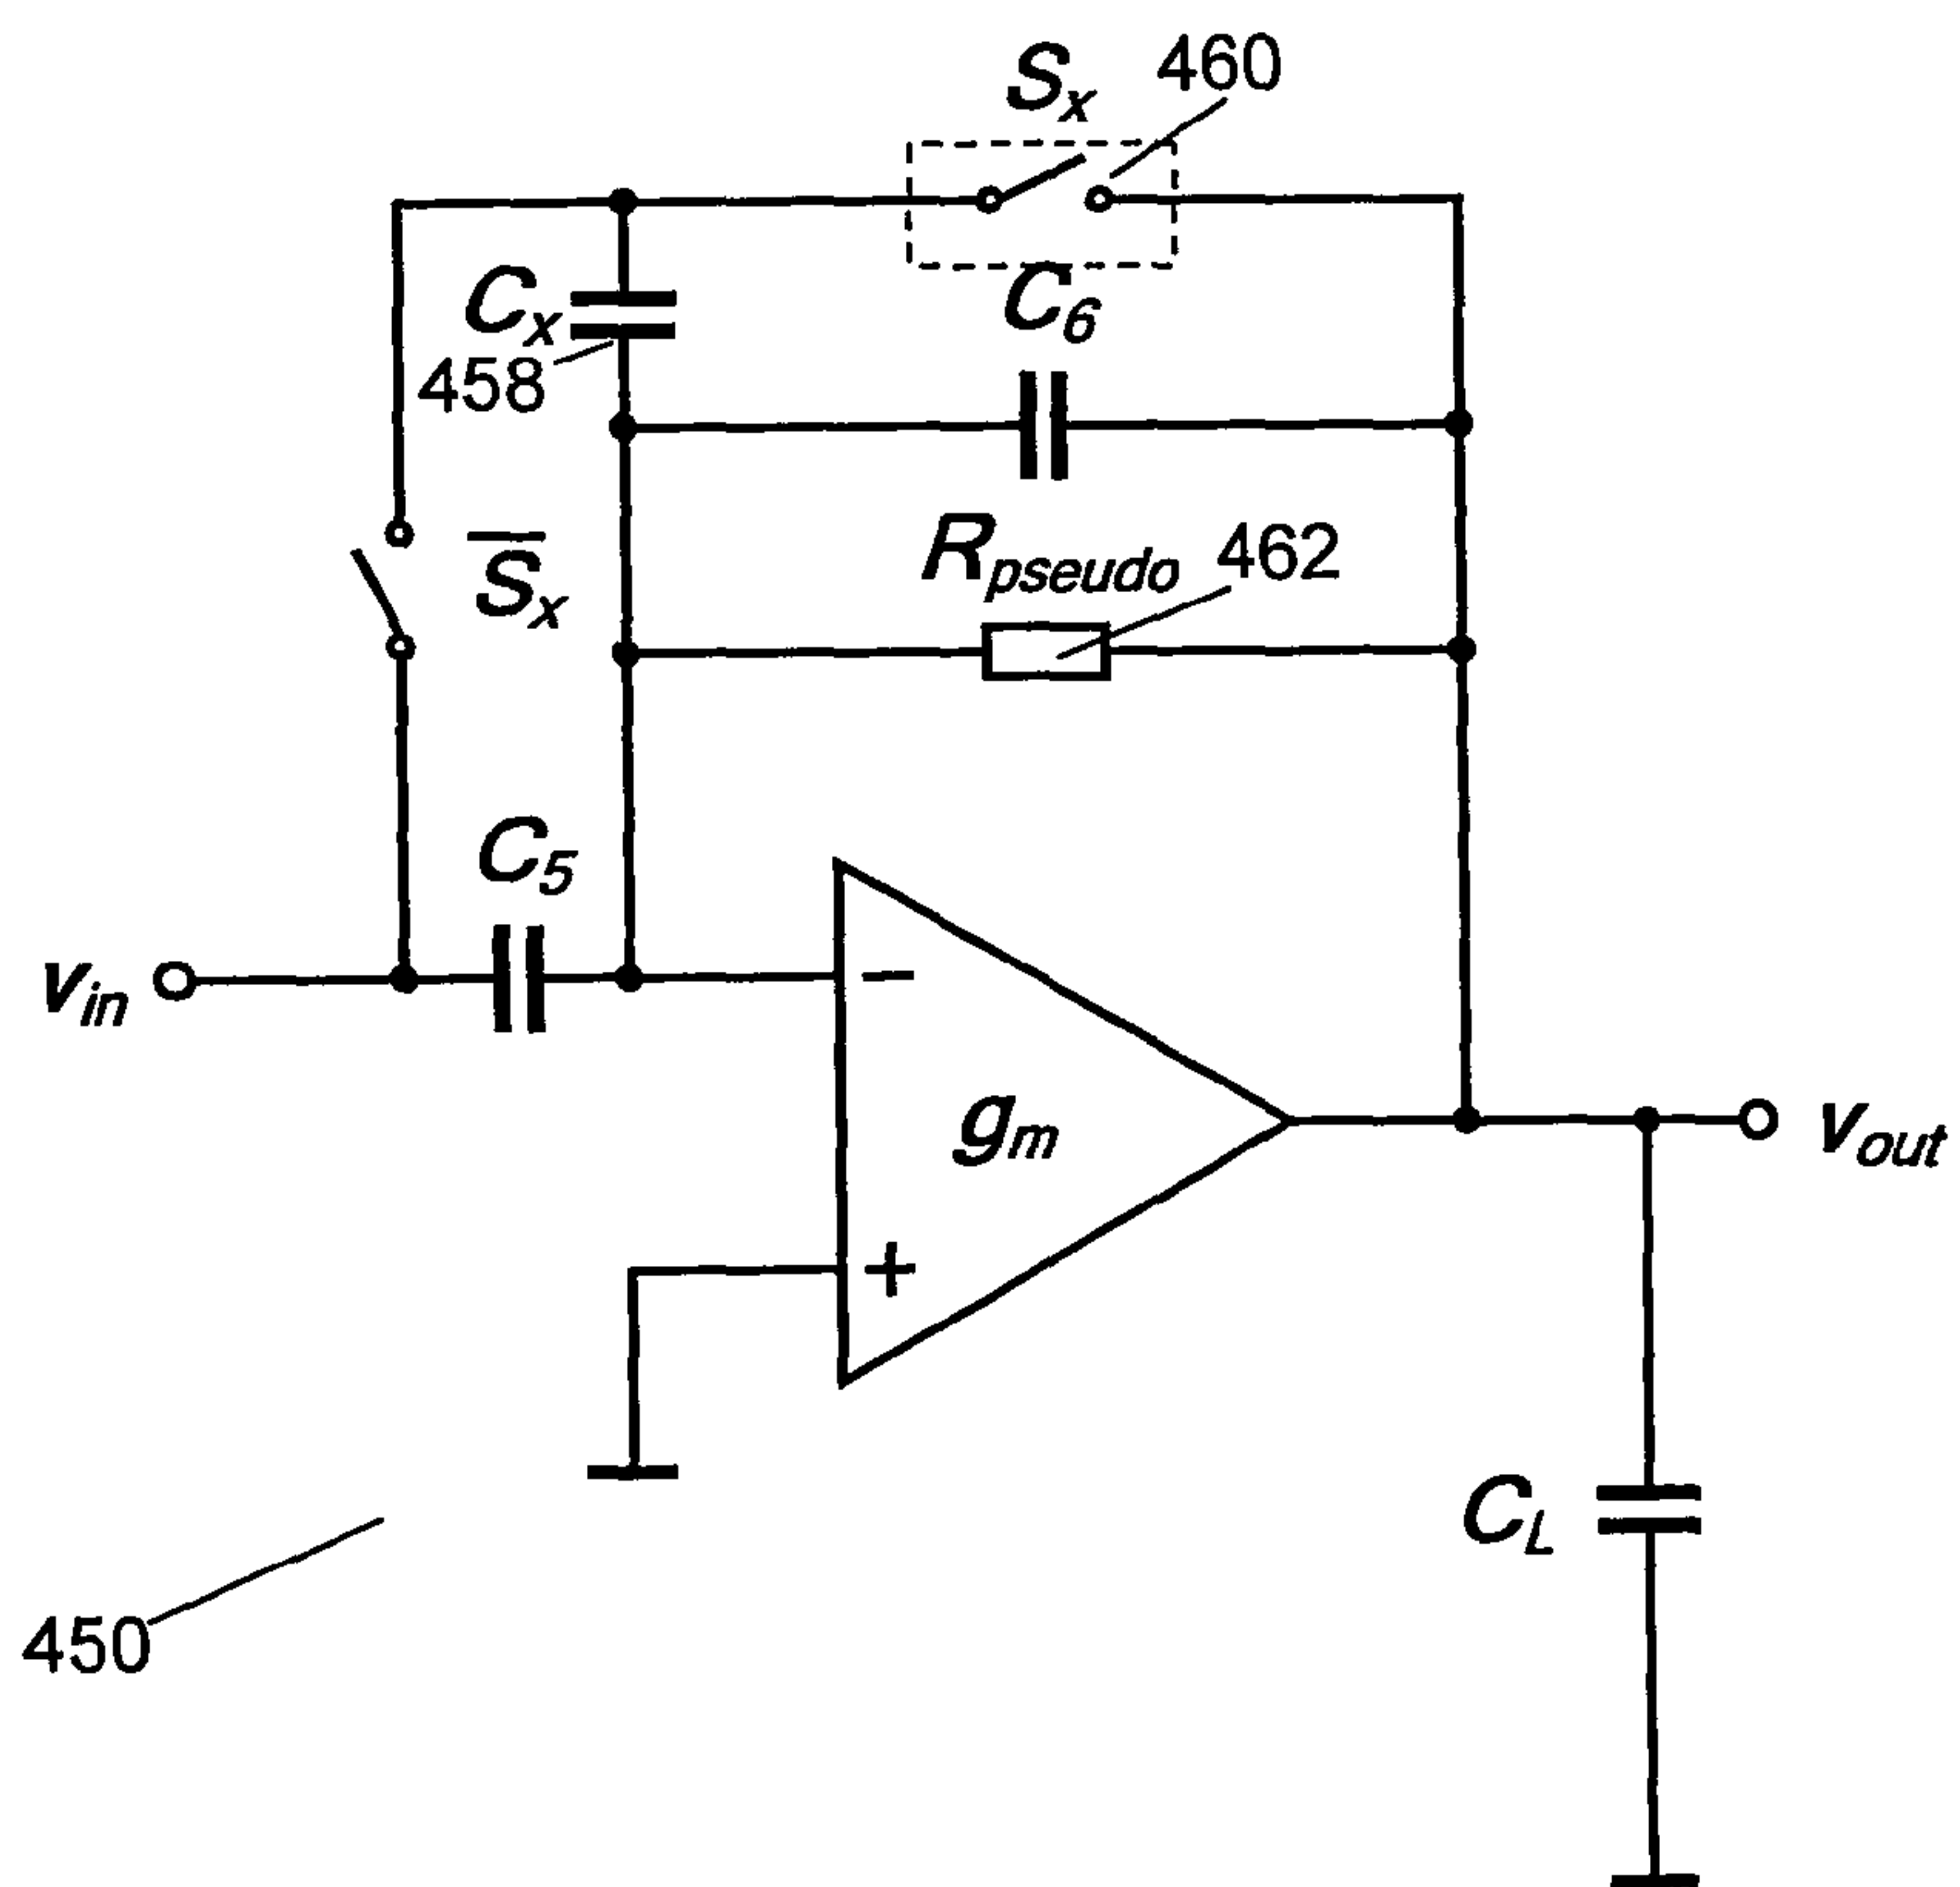 Sx
460
Cx
458
C6
S̅x
Rpseudo
462
C5
vin
−
gm
vout
+
CL
450